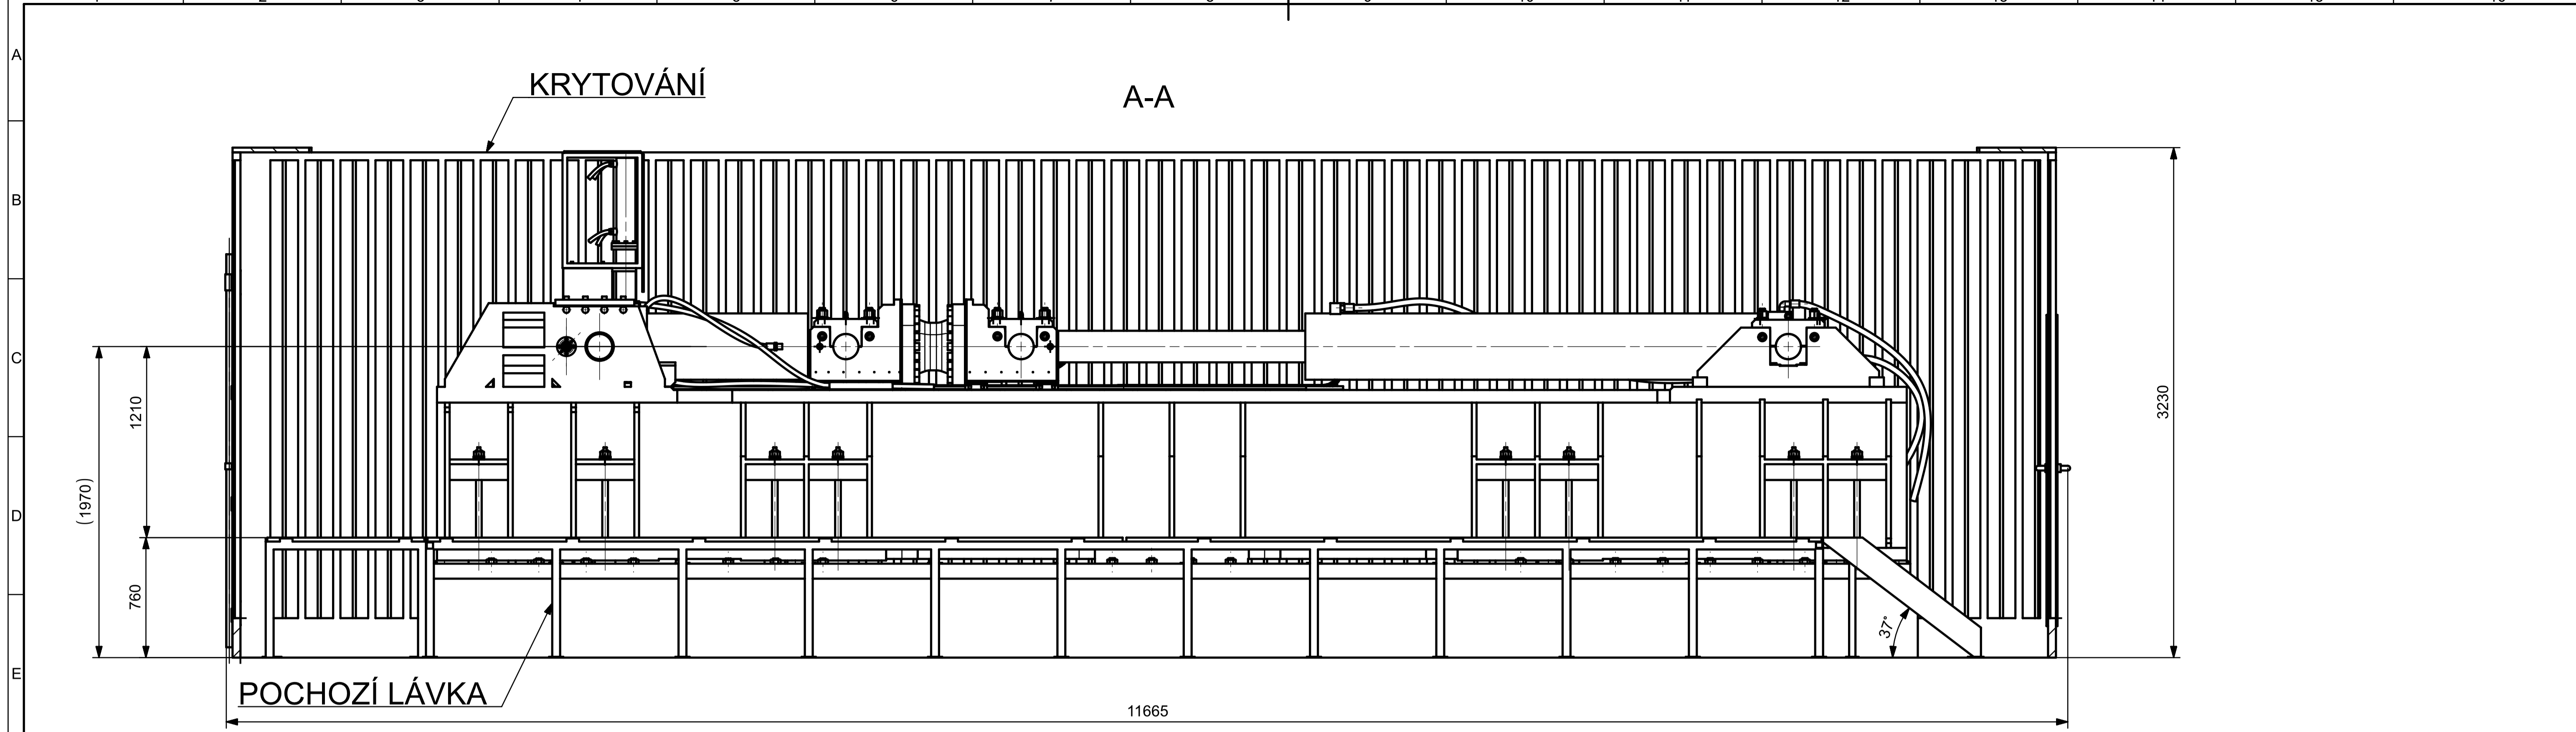 A
KRYTOVÁNÍ
A-A
B
C
1210
3230
(1970)
D
760
37°
E
POCHOZÍ LÁVKA
11665